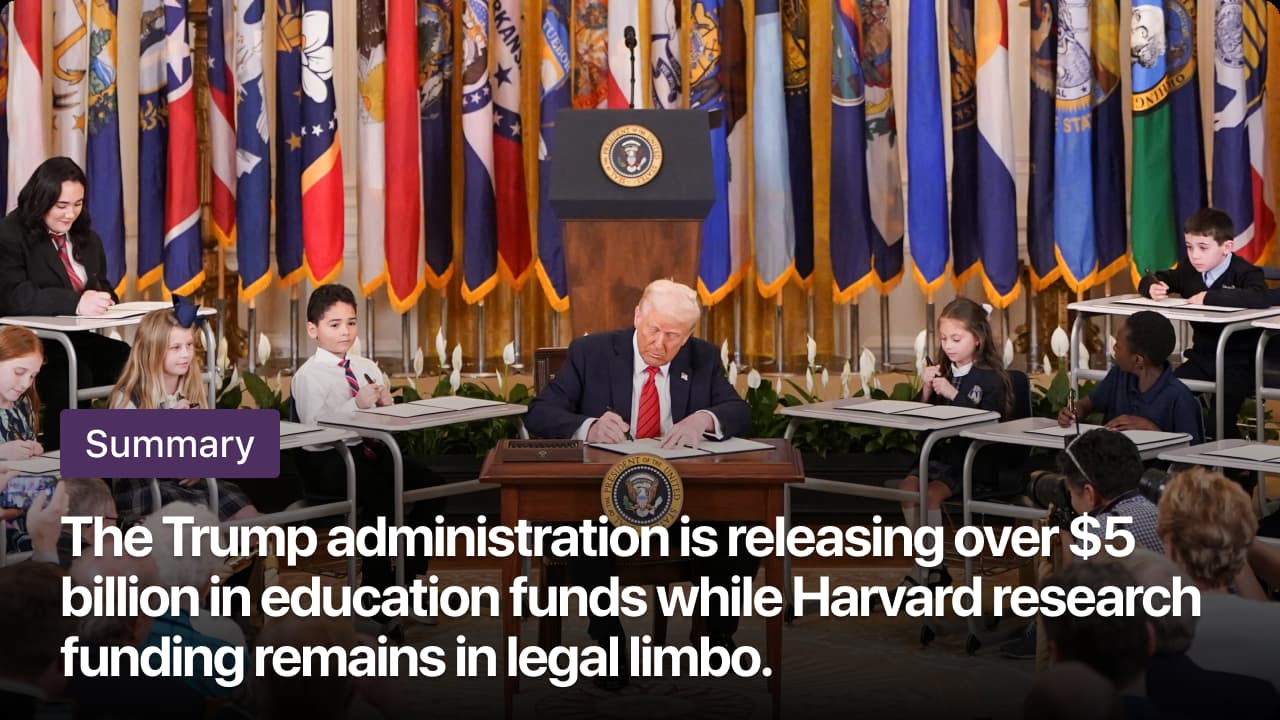 ARKANS
Summary
The Trump administration is releasing over $5
billion in education funds while Harvard research
funding remains in legal limbo.